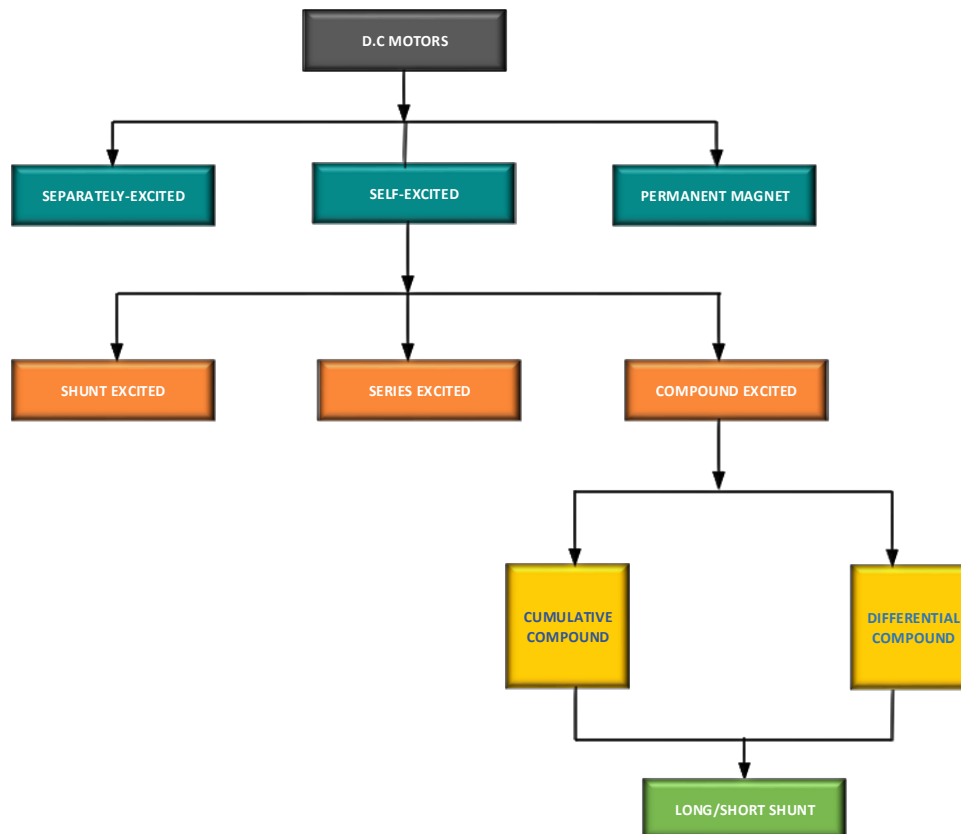 D.C MOTORS
SEPARATELY-EXCITED
SELF-EXCITED
PERMANENT MAGNET
SHUNT EXCITED
SERIES EXCITED
COMPOUND EXCITED
CUMULATIVE
COMPOUND
DIFFERENTIAL
COMPOUND
LONG/SHORT SHUNT